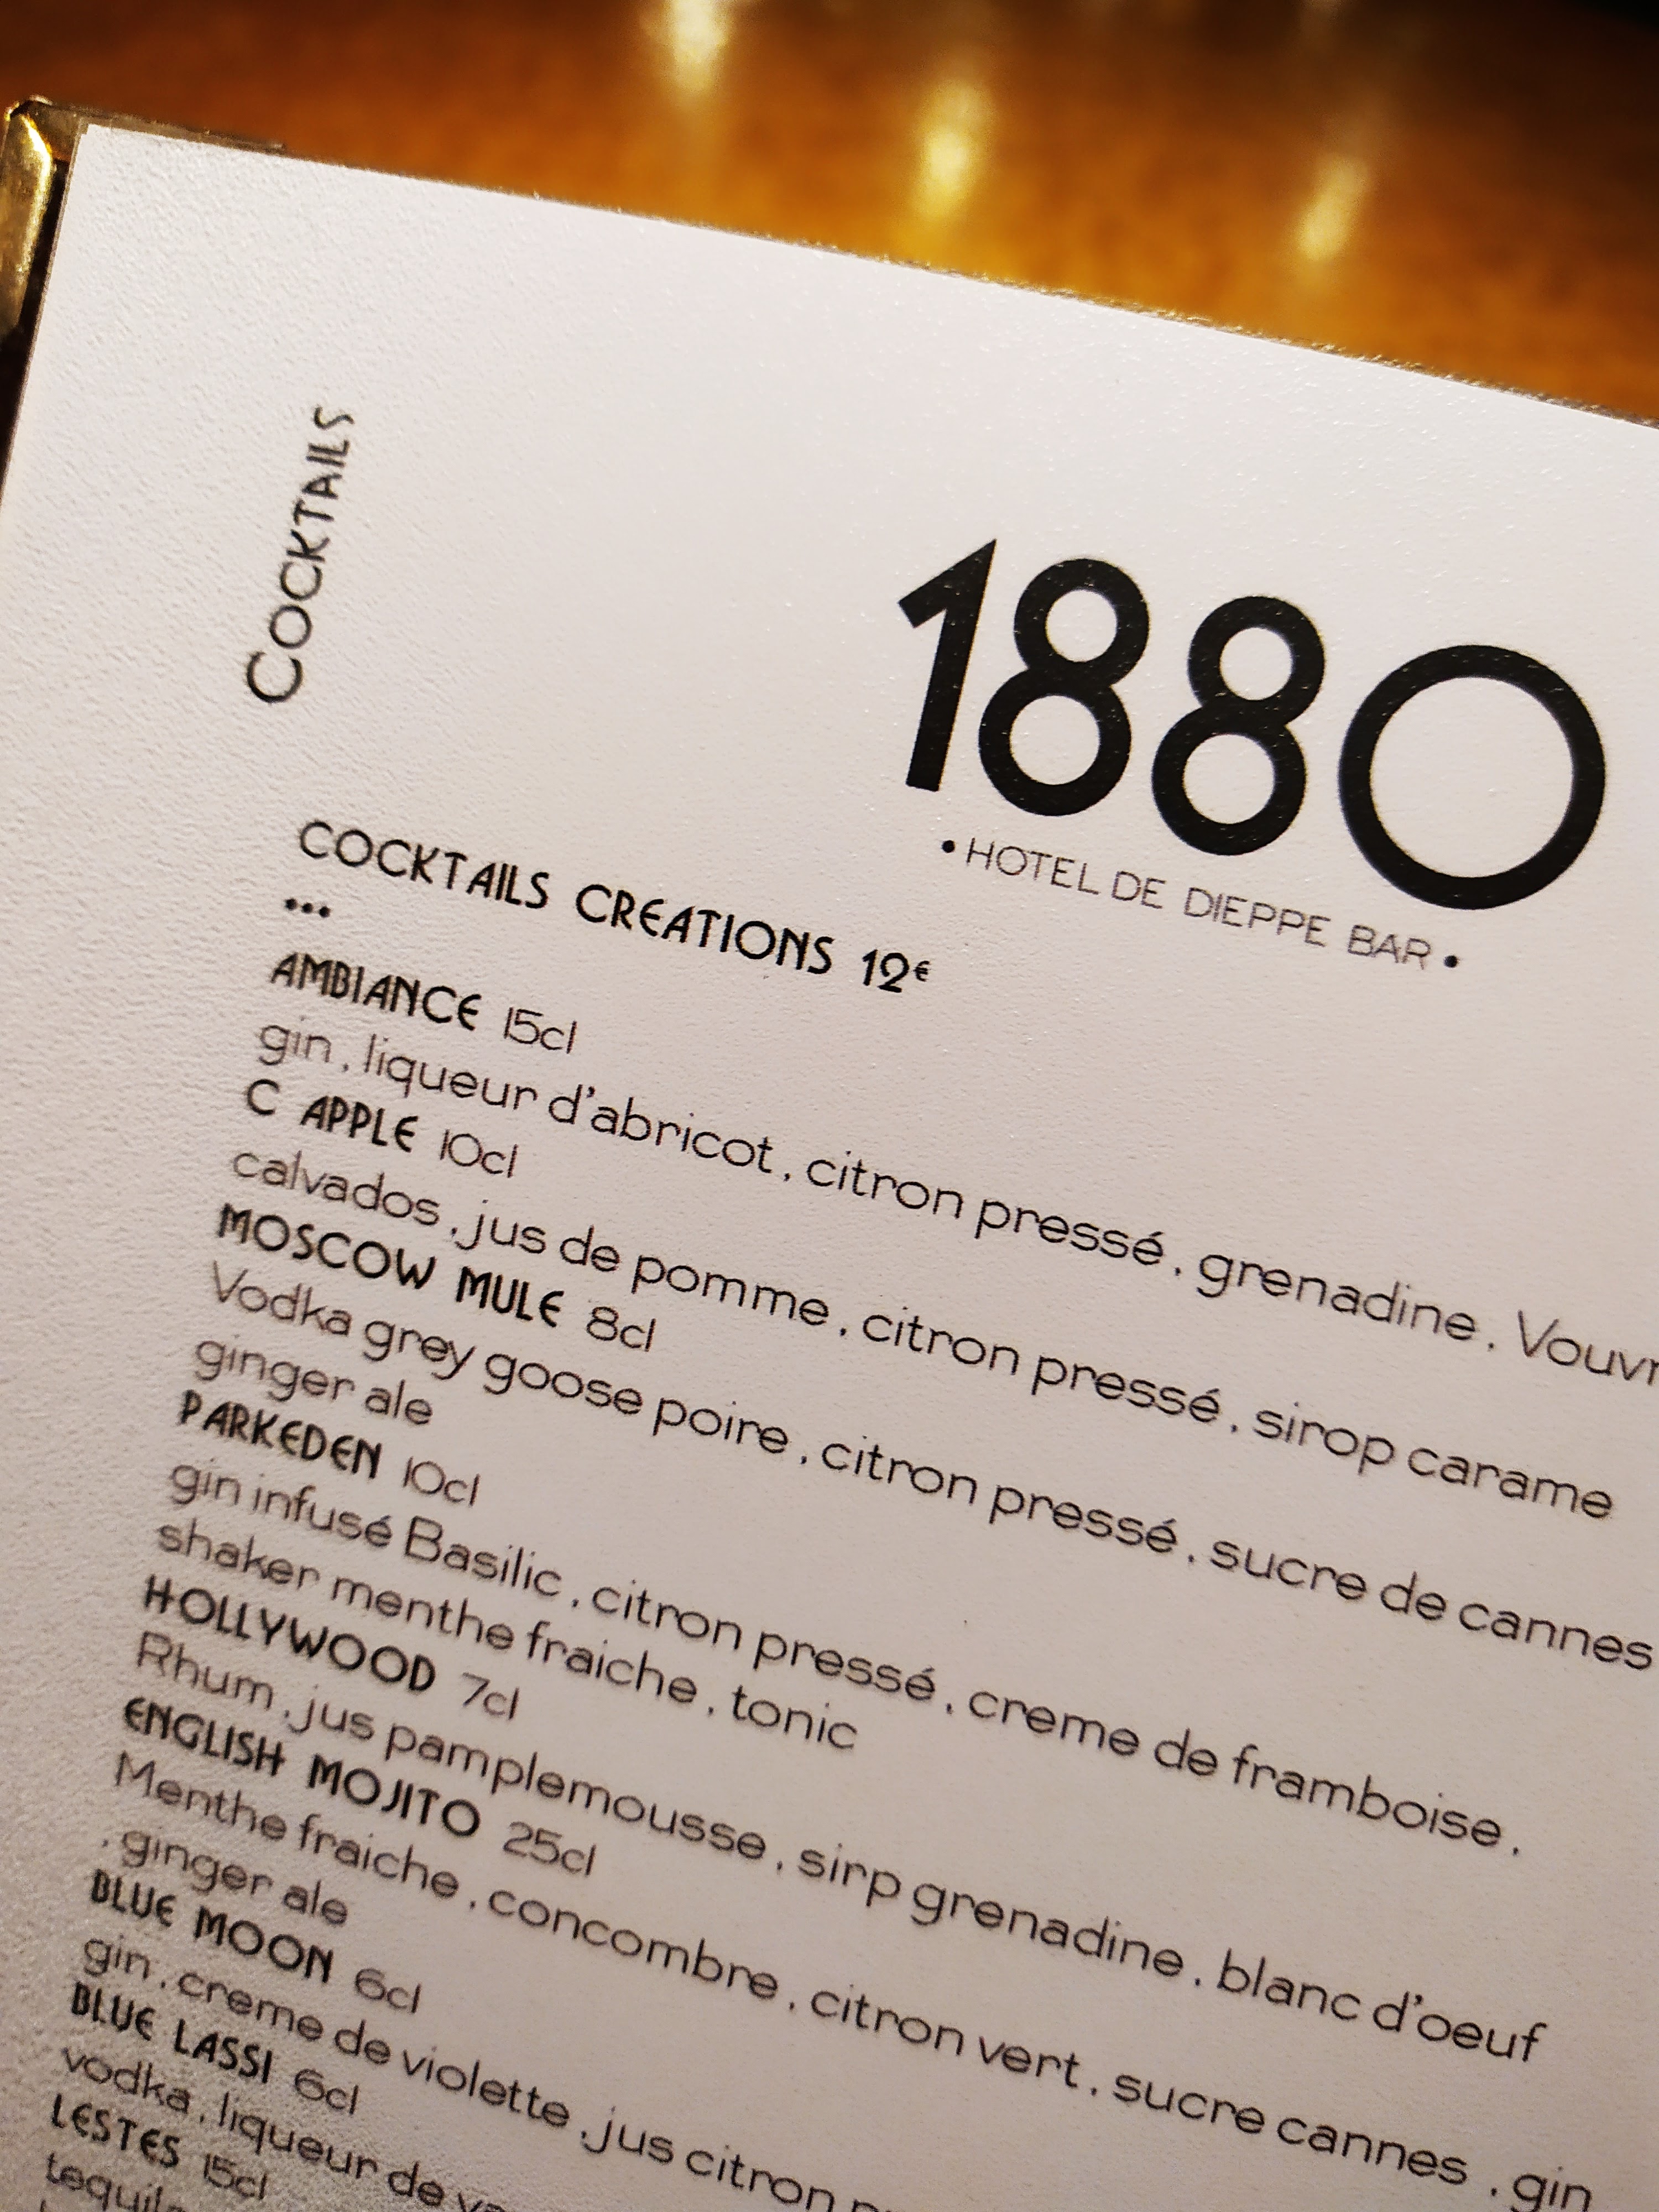 COCKTAILS
1880
• HOTEL DE DIEPPE BAR •
COCKTAILS CREATIONS 12€
...
AMBIANCE 15cl
gin , liqueur d'abricot , citron pressé , grenadine , Vouvr
C APPLE 10cl
calvados , jus de pomme , citron pressé , sirop carame
MOSCOW MULE 8cl
Vodka grey goose poire , citron pressé , sucre de cannes
ginger ale
PARKEDEN 10cl
gin infusé Basilic , citron pressé , creme de framboise ,
shaker menthe fraiche , tonic
HOLLYWOOD 7cl
Rhum , jus pamplemousse , sirp grenadine , blanc d'oeuf
ENGLISH MOJITO 25cl
Menthe fraiche , concombre , citron vert , sucre cannes , gin
, ginger ale
BLUE MOON 6cl
gin , creme de violette , jus citron
BLUE LASSI 6cl
vodka , liqueur de
LESTES 15cl
tequila